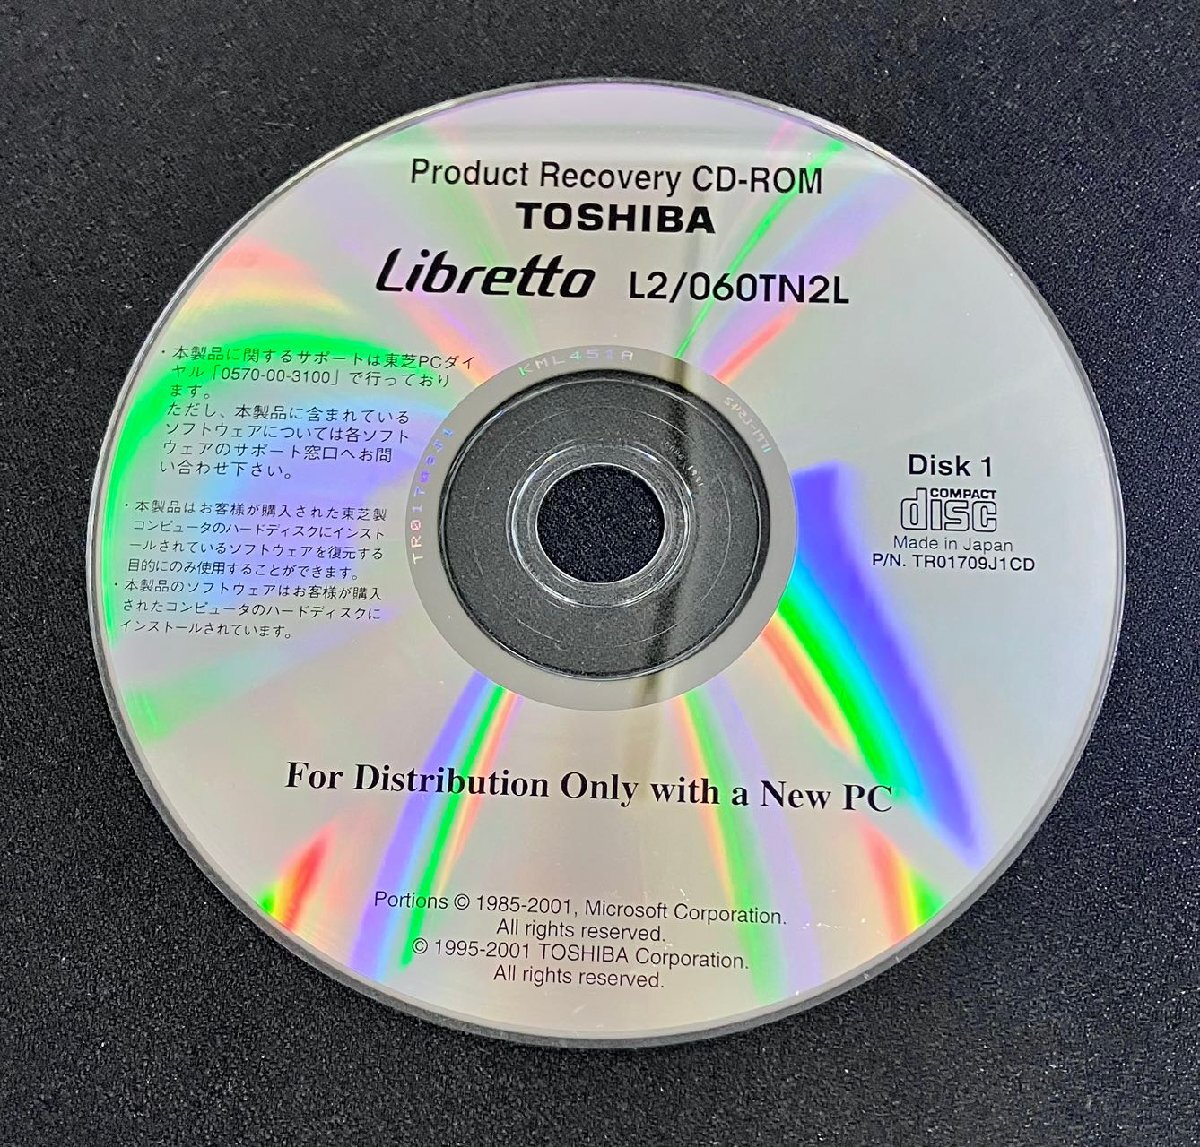 Product Recovery CD-ROM
TOSHIBA
Libretto L2/060TN2L
・本製品に関するサポートは東芝PCダイ
ヤル「0570-00-3100」で行っており
ます。
ただし、本製品に含まれている
ソフトウェアについては各ソフト
ウェアのサポート窓口へお問
い合わせ下さい。
・本製品はお客様が購入された東芝製
コンピュータのハードディスクにインスト
ールされているソフトウェアを復元する
目的にのみ使用することができます。
・本製品のソフトウェアはお客様が購入
されたコンピュータのハードディスクに
インストールされています。
KML451A
Disk 1
COMPACT
disc
Made in Japan
P/N. TR01709J1CD
For Distribution Only with a New PC
Portions © 1985-2001, Microsoft Corporation.
All rights reserved.
© 1995-2001 TOSHIBA Corporation.
All rights reserved.